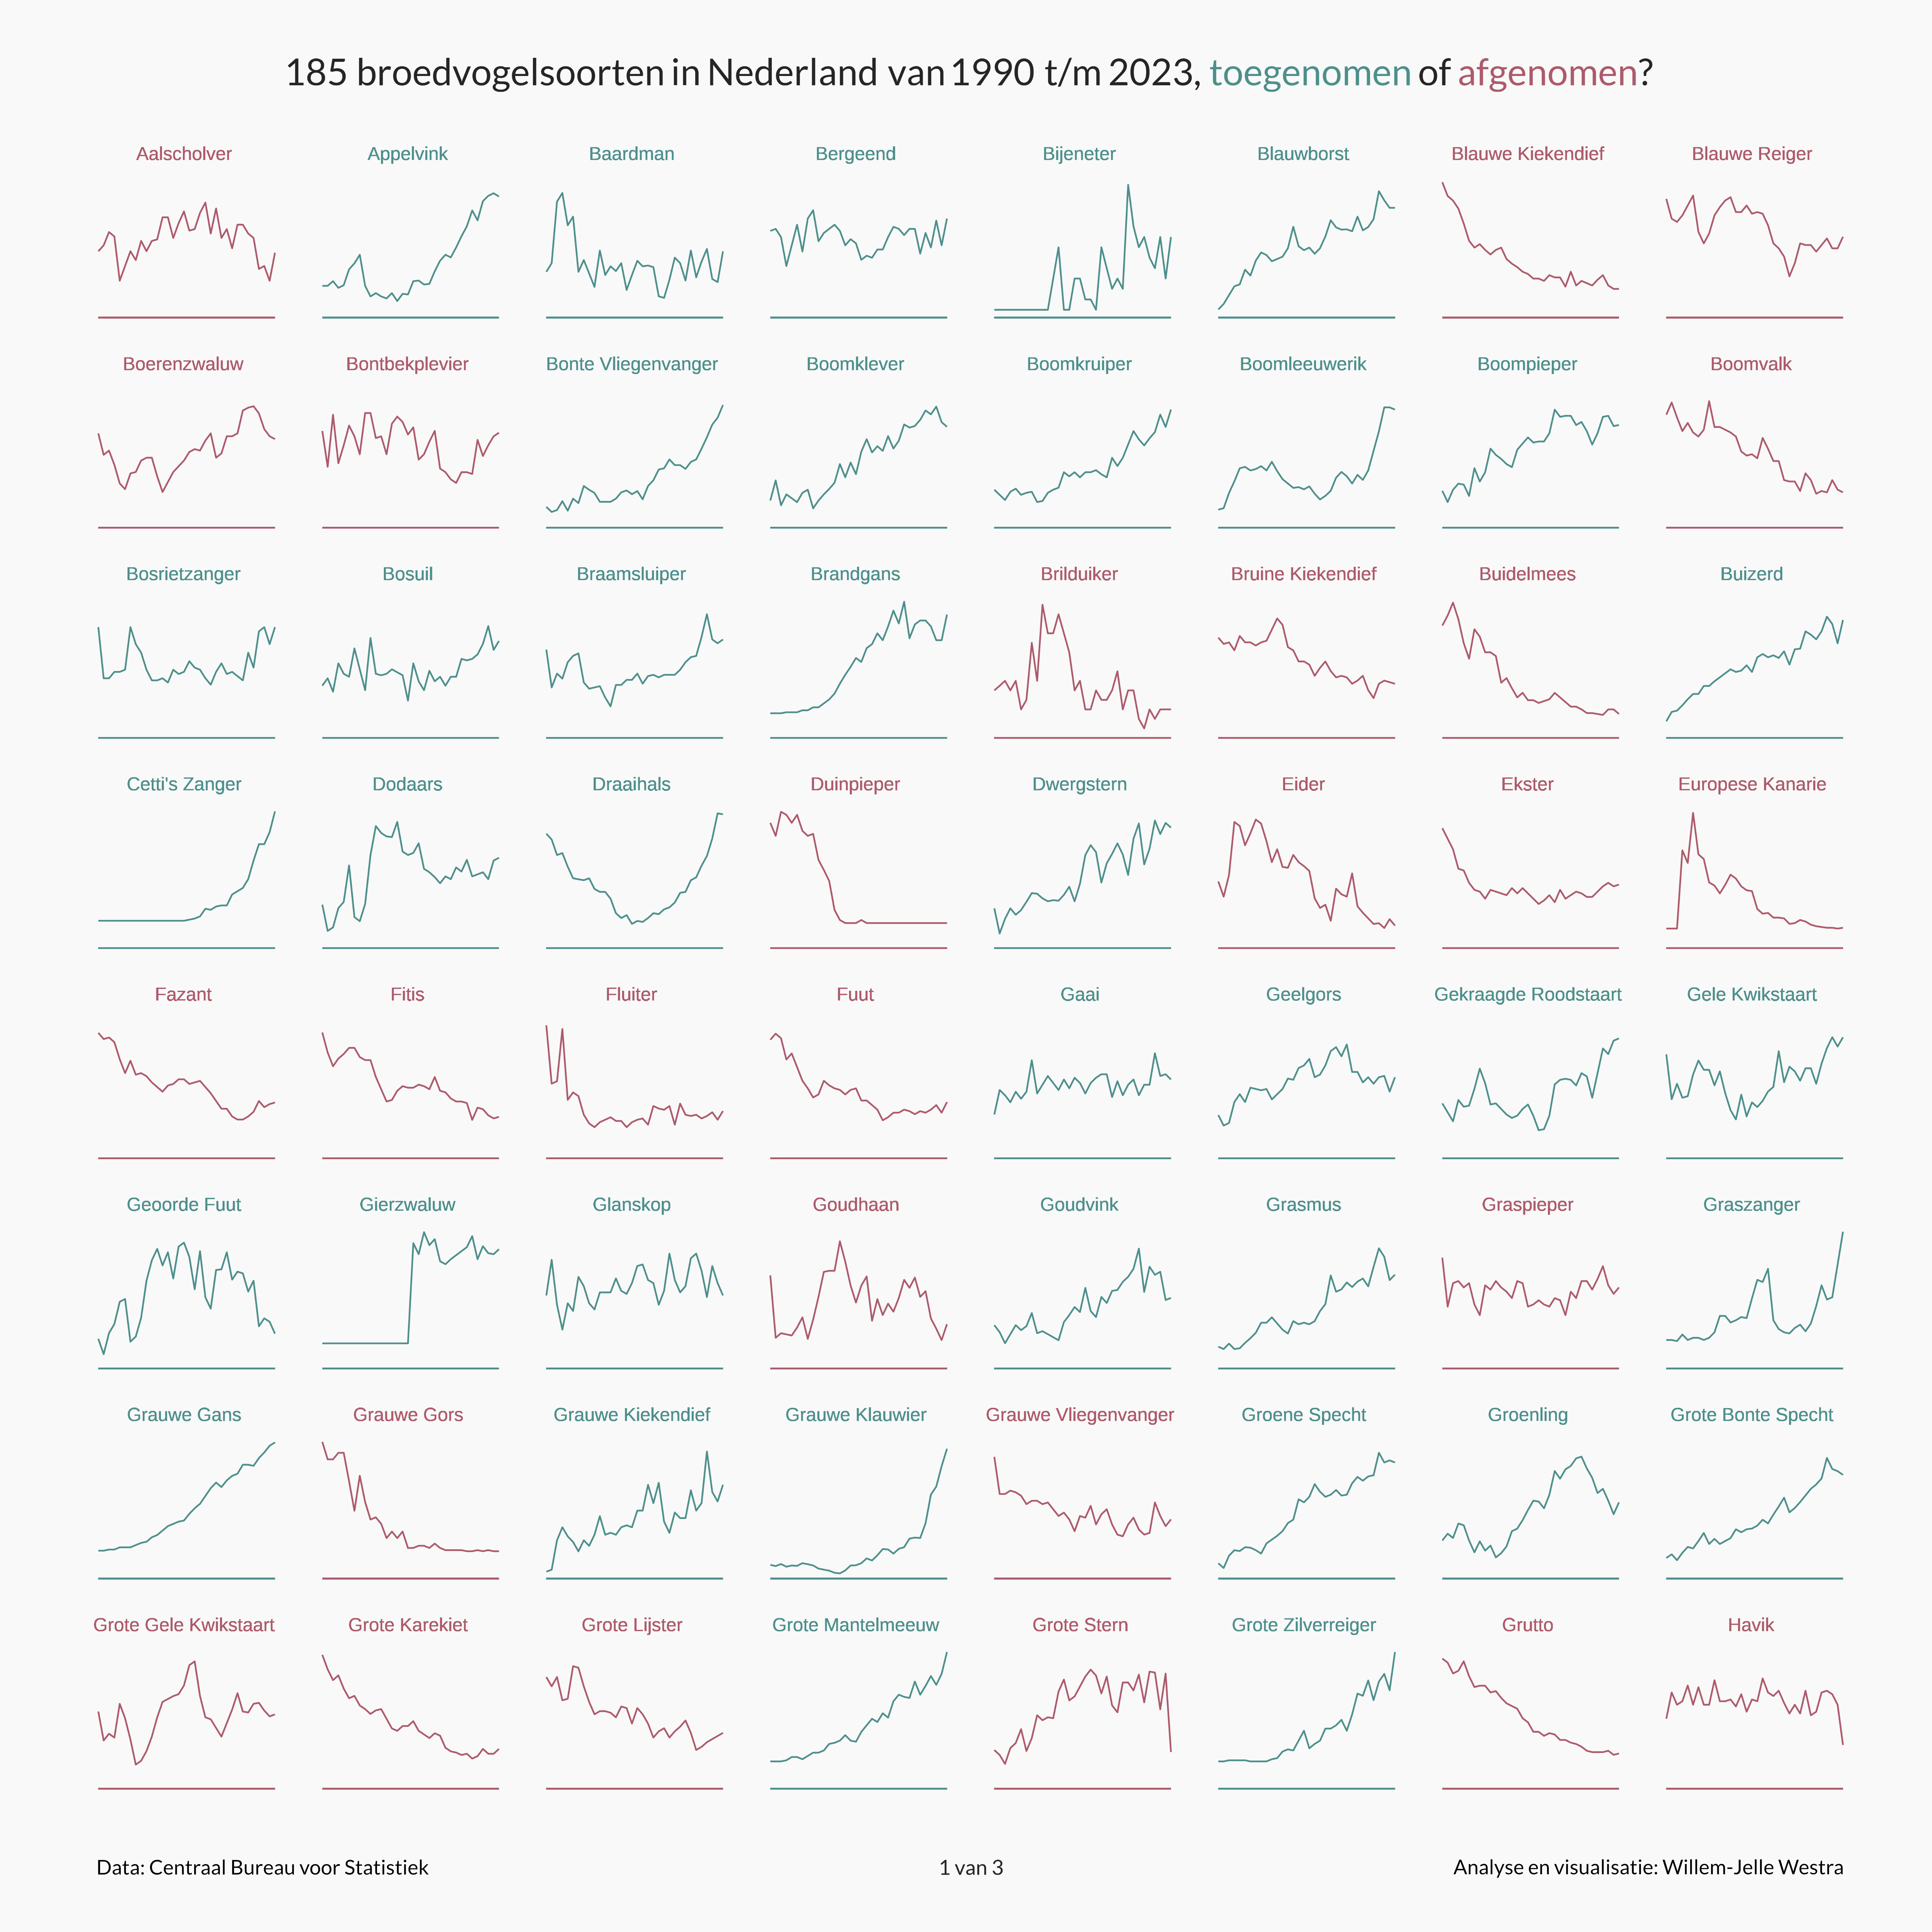 185 broedvogelsoorten in Nederland van 1990 t/m 2023, toegenomen of afgenomen?
Aalscholver
Appelvink
Baardman
Bergeend
Bijeneter
Blauwborst
Blauwe Kiekendief
Blauwe Reiger
Boerenzwaluw
Bontbekplevier
Bonte Vliegenvanger
Boomklever
Boomkruiper
Boomleeuwerik
Boompieper
Boomvalk
Bosrietzanger
Bosuil
Braamsluiper
Brandgans
Brilduiker
Bruine Kiekendief
Buidelmees
Buizerd
Cetti's Zanger
Dodaars
Draaihals
Duinpieper
Dwergstern
Eider
Ekster
Europese Kanarie
Fazant
Fitis
Fluiter
Fuut
Gaai
Geelgors
Gekraagde Roodstaart
Gele Kwikstaart
Geoorde Fuut
Gierzwaluw
Glanskop
Goudhaan
Goudvink
Grasmus
Graspieper
Graszanger
Grauwe Gans
Grauwe Gors
Grauwe Kiekendief
Grauwe Klauwier
Grauwe Vliegenvanger
Groene Specht
Groenling
Grote Bonte Specht
Grote Gele Kwikstaart
Grote Karekiet
Grote Lijster
Grote Mantelmeeuw
Grote Stern
Grote Zilverreiger
Grutto
Havik
Data: Centraal Bureau voor Statistiek
1 van 3
Analyse en visualisatie: Willem-Jelle Westra